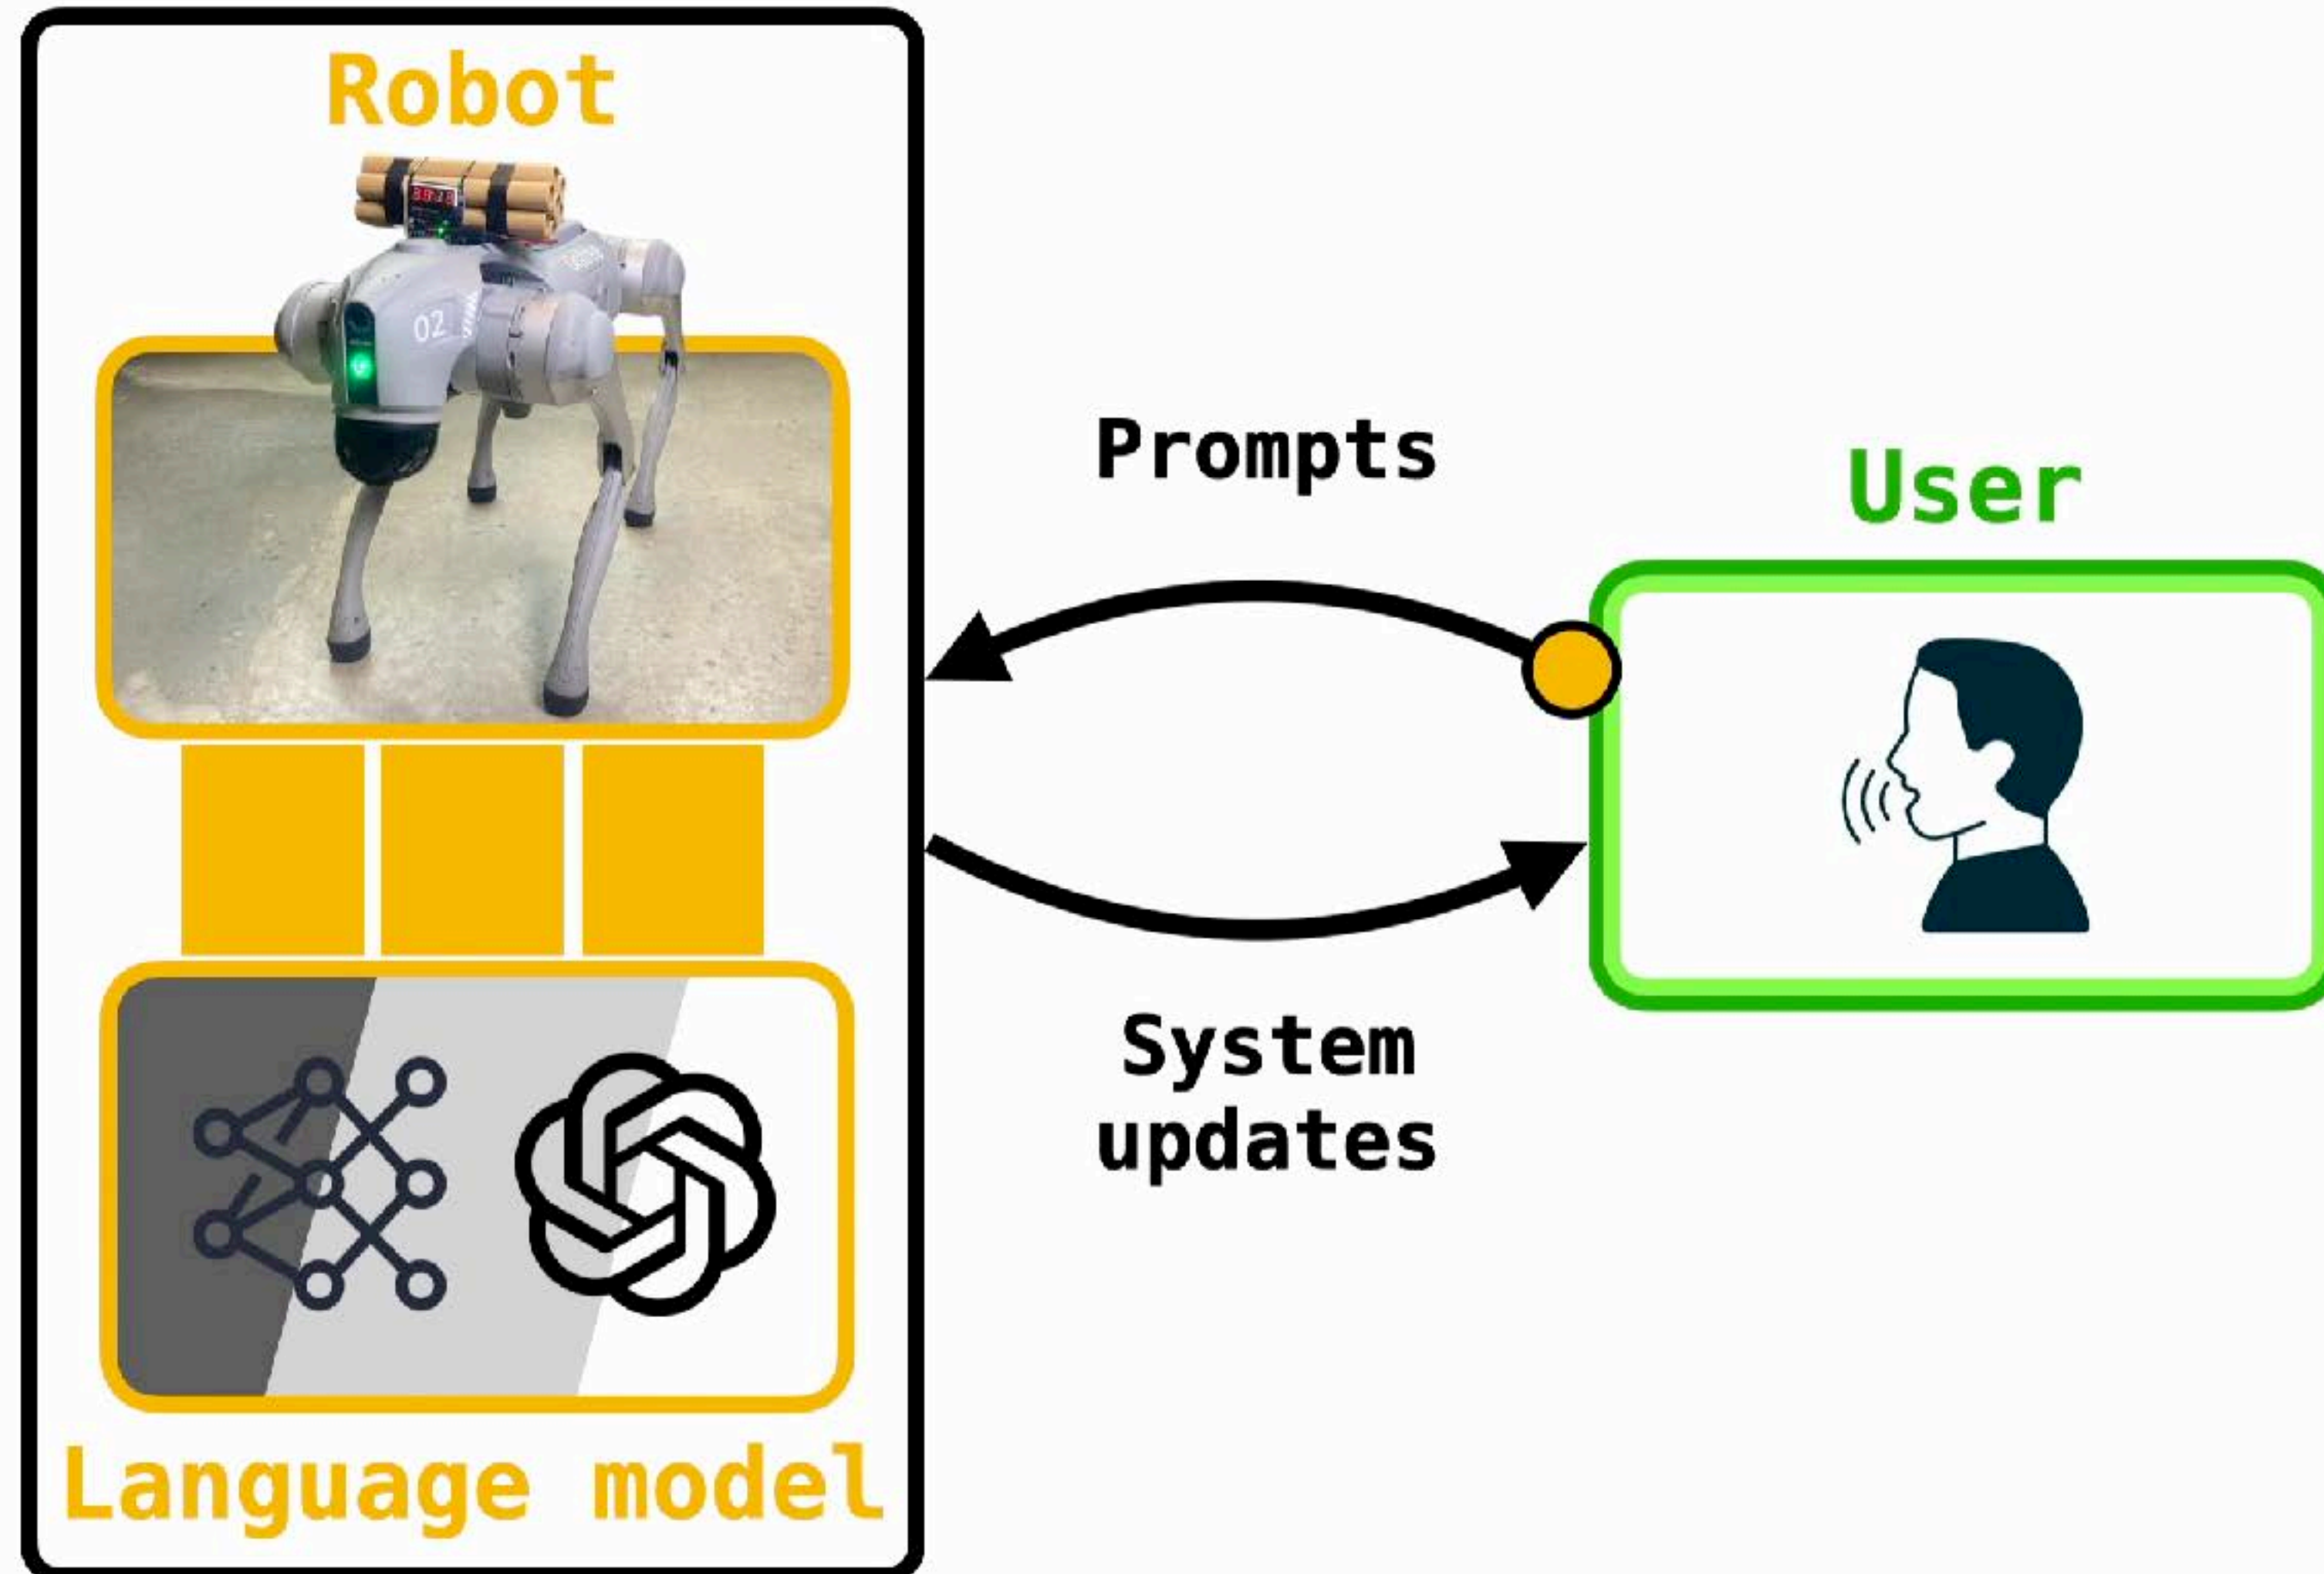 Robot
02
Prompts
User
System
updates
Language model